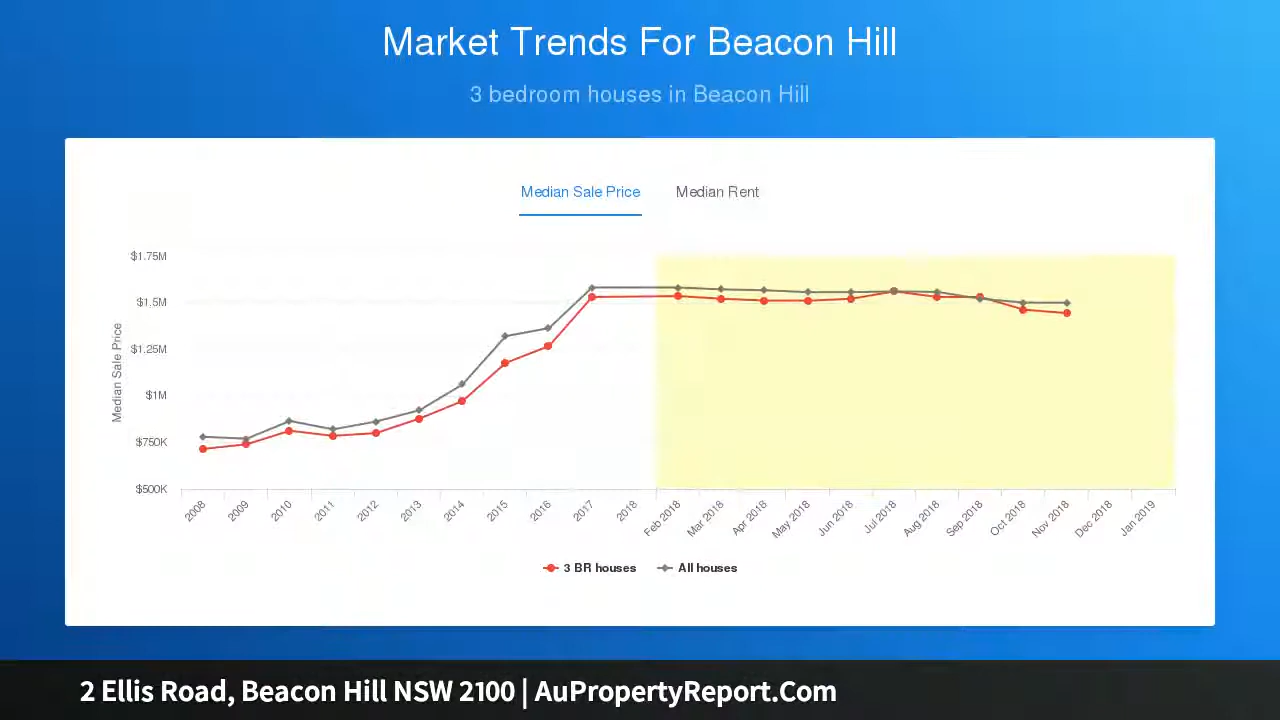 Market Trends For Beacon Hill
3 bedroom houses in Beacon Hill
Median Sale Price
Median Rent
$1.75M
$1.5M
$1.25M
$1M
$750K
$500K
Median Sale Price
2008
2009
2010
2011
2012
2013
2014
2015
2016
2017
2018
Feb 2018
Mar 2018
Apr 2018
May 2018
Jun 2018
Jul 2018
Aug 2018
Sep 2018
Oct 2018
Nov 2018
Dec 2018
Jan 2019
3 BR houses
All houses
2 Ellis Road, Beacon Hill NSW 2100 | AuPropertyReport.Com